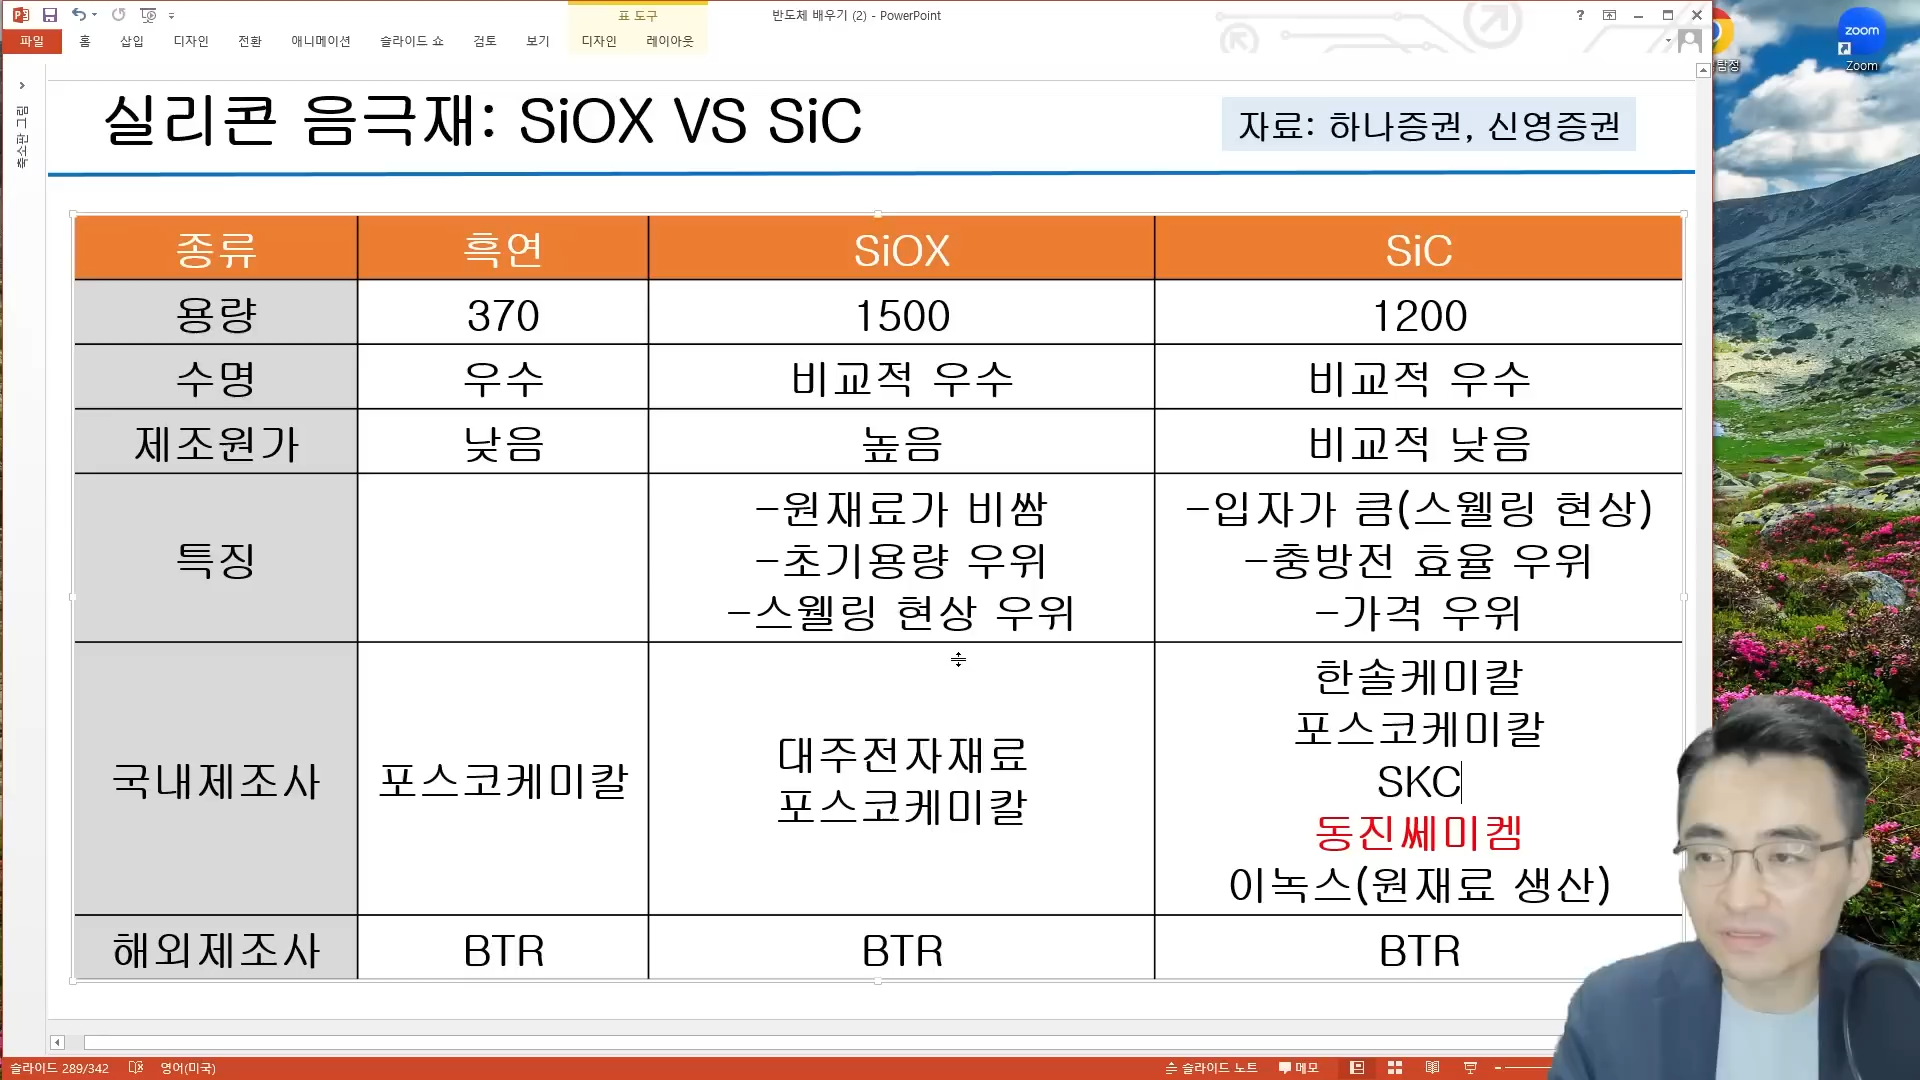 반도체 배우기 (2) - PowerPoint
표 도구
파일
홈
삽입
디자인
전환
애니메이션
슬라이드 쇼
검토
보기
디자인
레이아웃
zoom
Zoom
축소판 그림
실리콘 음극재: SiOX VS SiC
자료: 하나증권, 신영증권
종류
흑연
SiOX
SiC
용량
370
1500
1200
수명
우수
비교적 우수
비교적 우수
제조원가
낮음
높음
비교적 낮음
특징
-원재료가 비쌈
-초기용량 우위
-스웰링 현상 우위
-입자가 큼(스웰링 현상)
-충방전 효율 우위
-가격 우위
국내제조사
포스코케미칼
대주전자재료
포스코케미칼
한솔케미칼
포스코케미칼
SKC
동진쎄미켐
이녹스(원재료 생산)
해외제조사
BTR
BTR
BTR
슬라이드 289/342
영어(미국)
슬라이드 노트
메모